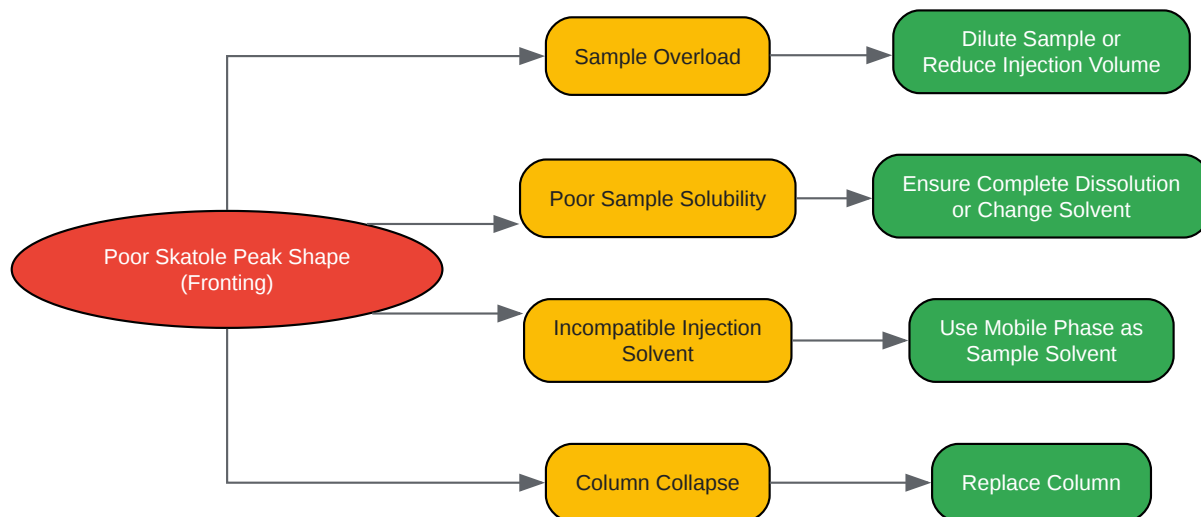 Poor Skatole Peak Shape
(Fronting)
Sample Overload
Dilute Sample or
Reduce Injection Volume
Poor Sample Solubility
Ensure Complete Dissolution
or Change Solvent
Incompatible Injection
Solvent
Use Mobile Phase as
Sample Solvent
Column Collapse
Replace Column